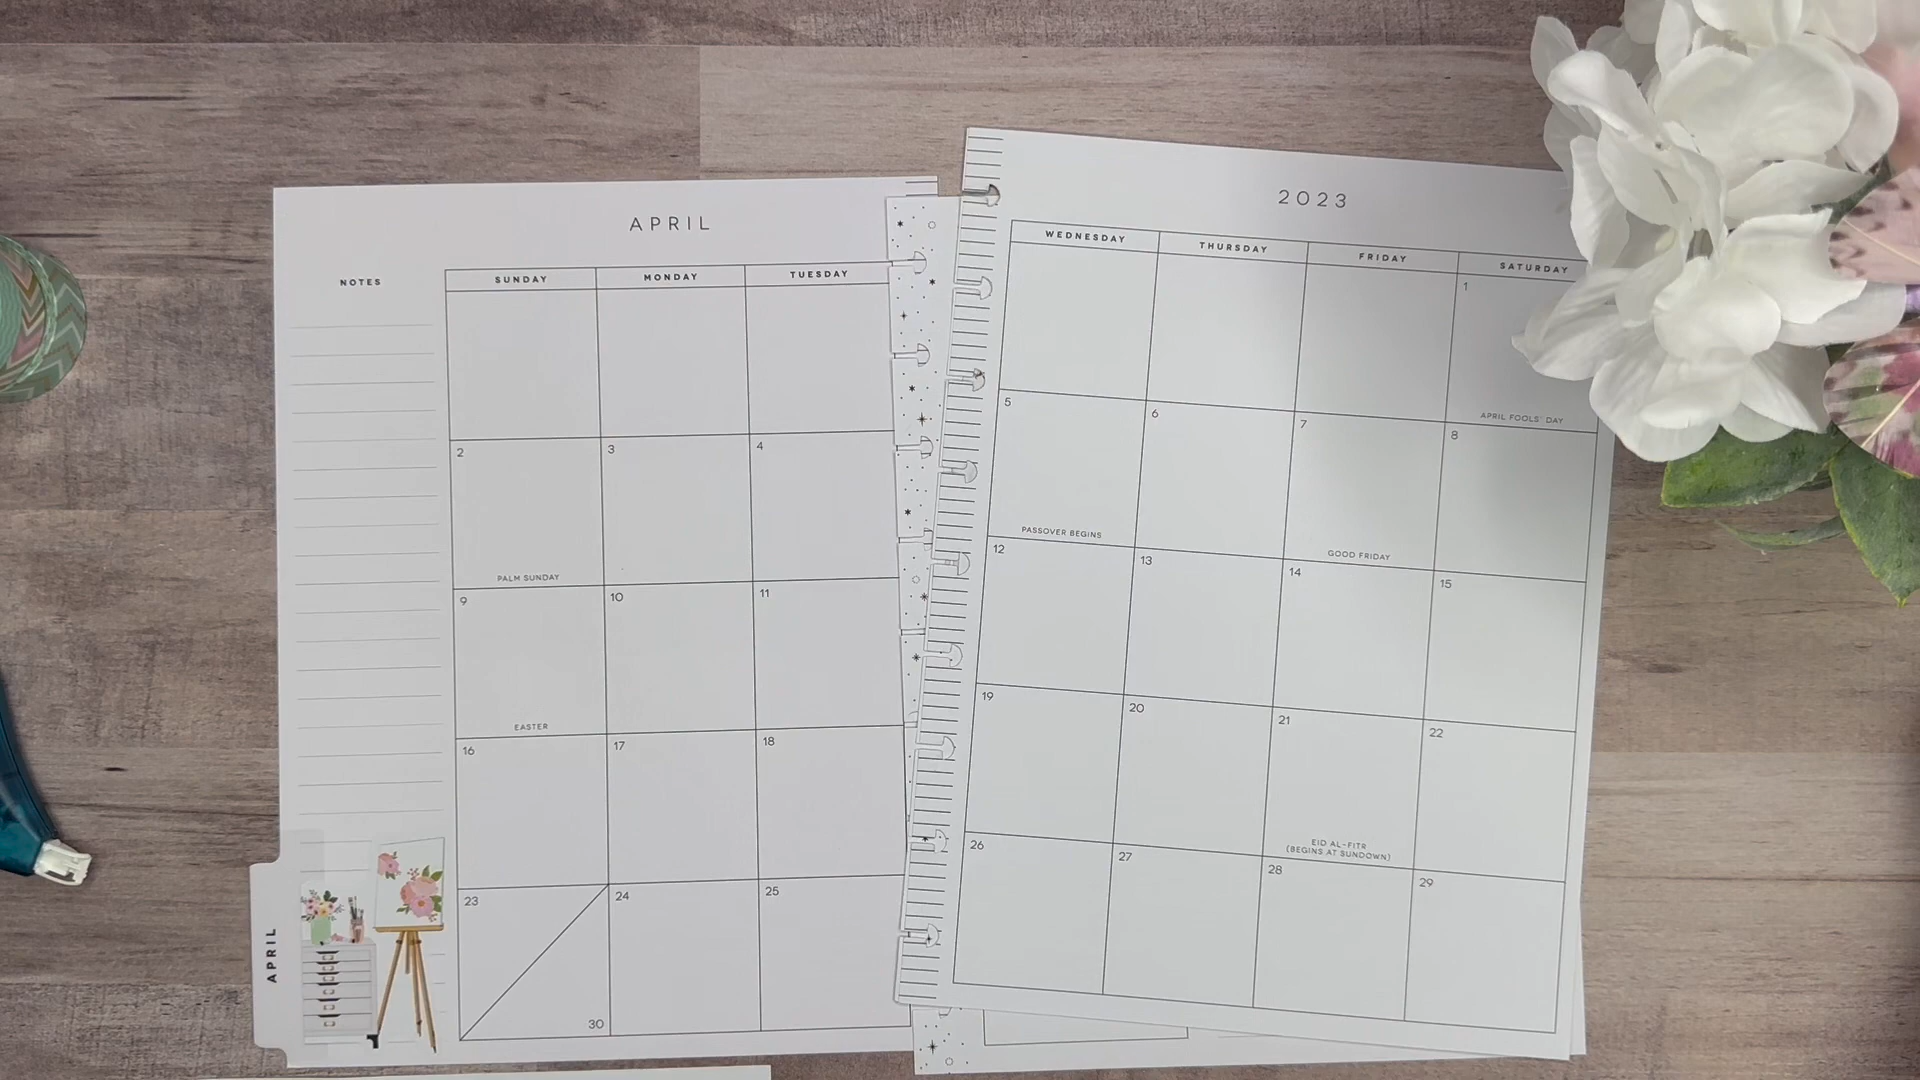 APRIL
NOTES
SUNDAY
MONDAY
TUESDAY
2
3
4
PALM SUNDAY
9
10
11
EASTER
16
17
18
23
24
25
30
APRIL
2023
WEDNESDAY
THURSDAY
FRIDAY
SATURDAY
1
APRIL FOOLS' DAY
5
6
7
8
PASSOVER BEGINS
GOOD FRIDAY
12
13
14
15
19
20
21
22
EID AL-FITR
(BEGINS AT SUNDOWN)
26
27
28
29